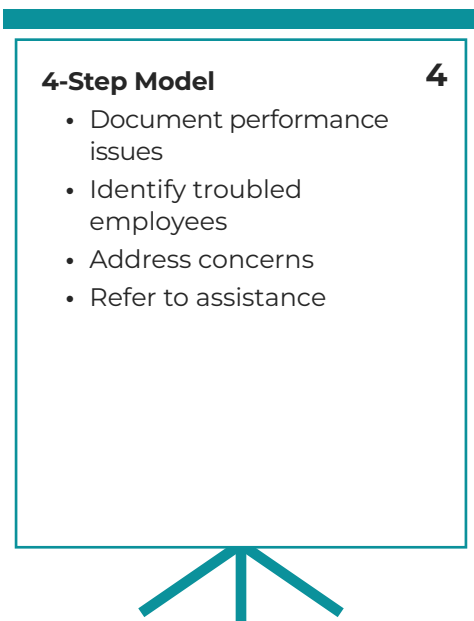 4-Step Model 4
• Document performance
issues
• Identify troubled
employees
• Address concerns
• Refer to assistance